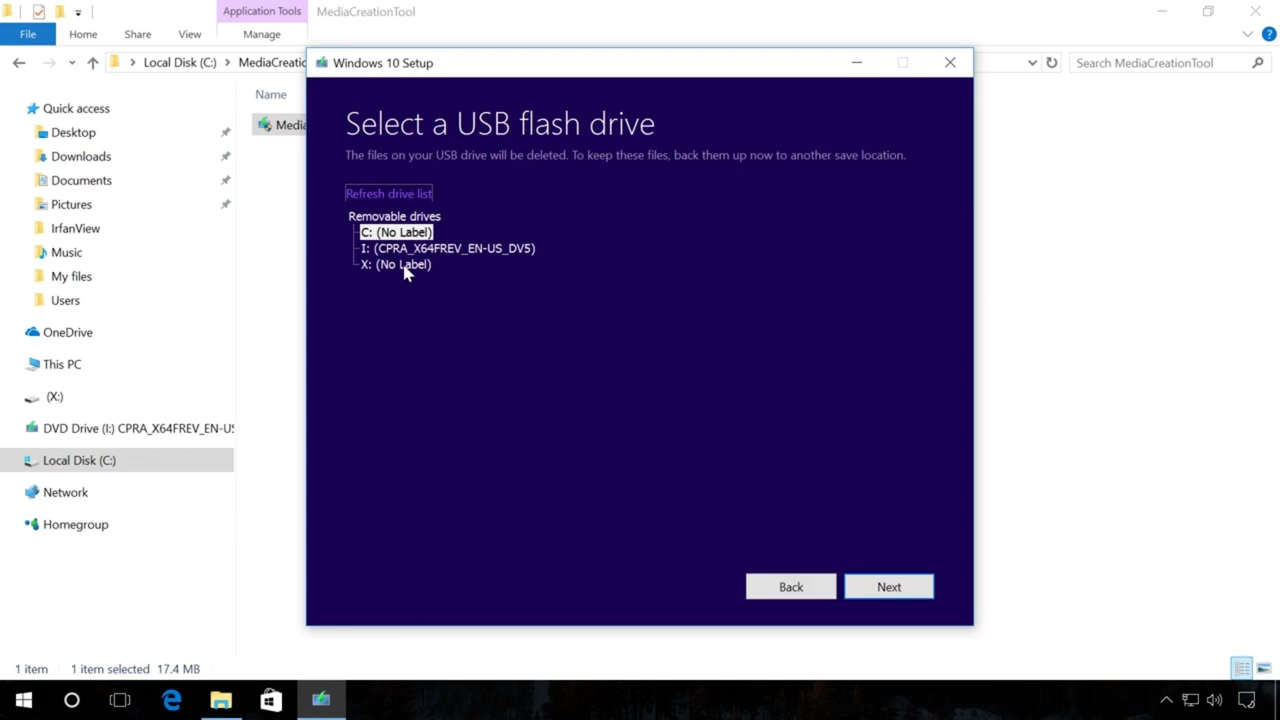 Application Tools
MediaCreationTool
File
Home
Share
View
Manage
Local Disk (C:)
MediaCreatio
Search MediaCreationTool
Windows 10 Setup
Quick access
Desktop
Downloads
Documents
Pictures
IrfanView
Music
My files
Users
OneDrive
This PC
(X:)
DVD Drive (I:) CPRA_X64FREV_EN-US
Local Disk (C:)
Network
Homegroup
Name
Media
Select a USB flash drive
The files on your USB drive will be deleted. To keep these files, back them up now to another save location.
Refresh drive list
Removable drives
C: (No Label)
I: (CPRA_X64FREV_EN-US_DV5)
X: (No Label)
Back
Next
1 item
1 item selected 17.4 MB